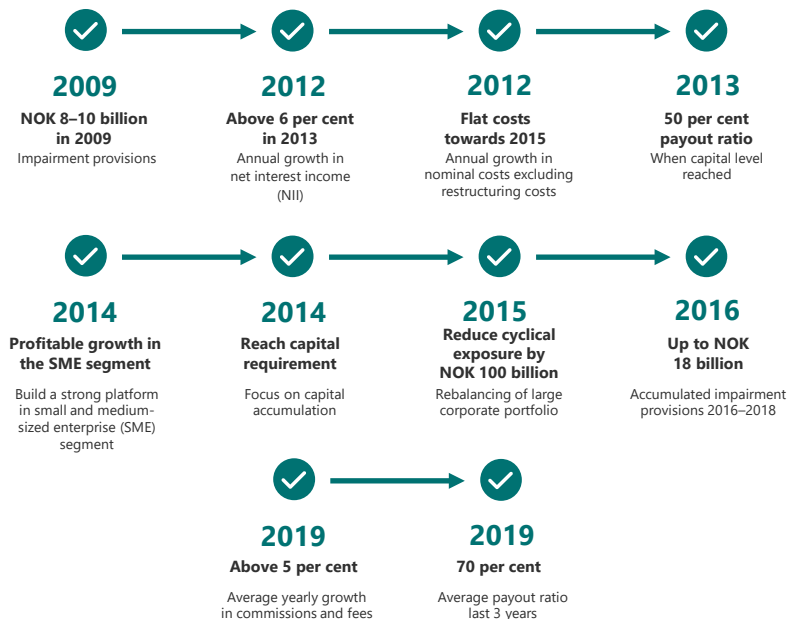 2009
NOK 8–10 billion
in 2009
Impairment provisions
2012
Above 6 per cent
in 2013
Annual growth in
net interest income
(NII)
2012
Flat costs
towards 2015
Annual growth in
nominal costs excluding
restructuring costs
2013
50 per cent
payout ratio
When capital level
reached
2014
Profitable growth in
the SME segment
Build a strong platform
in small and medium-
sized enterprise (SME)
segment
2014
Reach capital
requirement
Focus on capital
accumulation
2015
Reduce cyclical
exposure by
NOK 100 billion
Rebalancing of large
corporate portfolio
2016
Up to NOK
18 billion
Accumulated impairment
provisions 2016–2018
2019
Above 5 per cent
Average yearly growth
in commissions and fees
2019
70 per cent
Average payout ratio
last 3 years